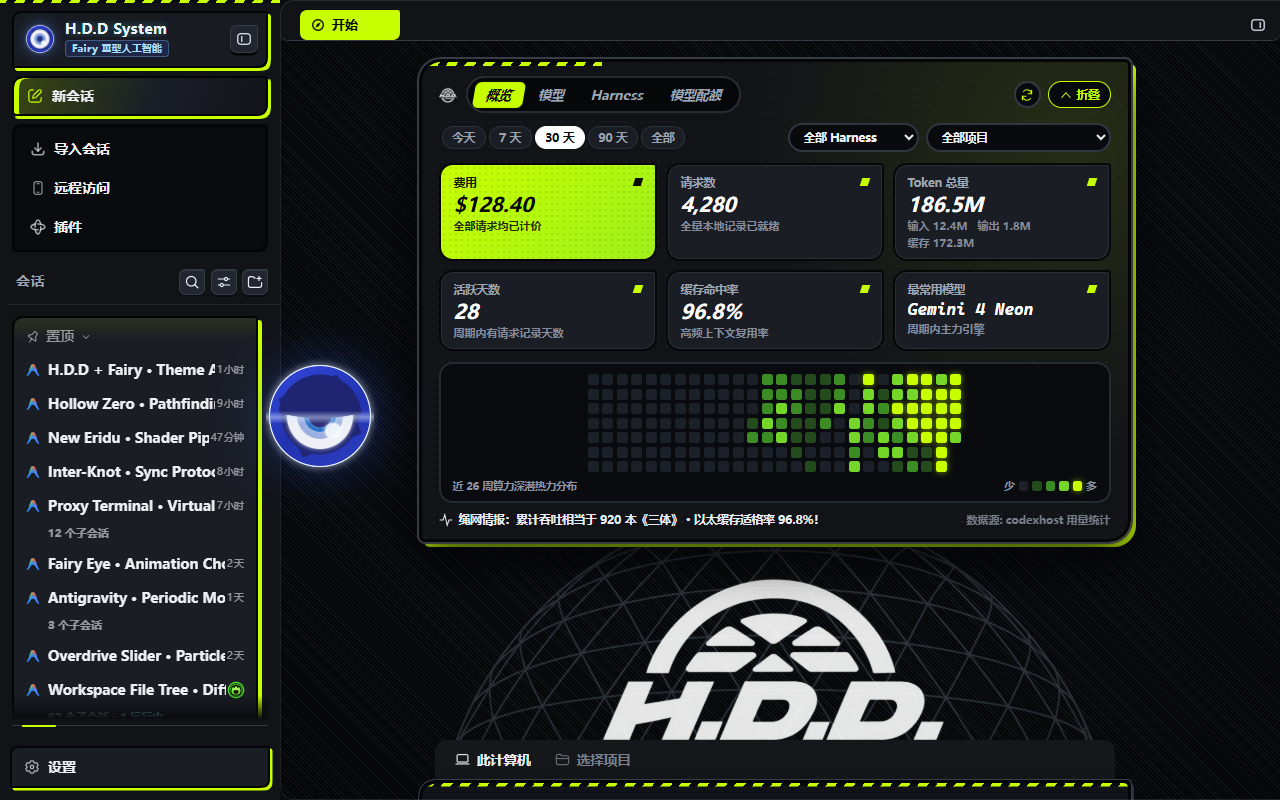 H.D.D System
Fairy Ⅲ型人工智能
新会话
导入会话
远程访问
插件
会话
置顶
H.D.D + Fairy • Theme A 1小时
Hollow Zero • Pathfindi 9小时
New Eridu • Shader Pip 47分钟
Inter-Knot • Sync Protoc 8小时
Proxy Terminal • Virtual 7小时
12 个子会话
Fairy Eye • Animation Che 2天
Antigravity • Periodic Mo 1天
3 个子会话
Overdrive Slider • Particle 2天
Workspace File Tree • Diff
设置
开始
概览 模型 Harness 模型配额
折叠
今天 7 天 30 天 90 天 全部
全部 Harness 全部项目
费用
$128.40
全部请求均已计价
请求数
4,280
全量本地记录已就绪
Token 总量
186.5M
输入 12.4M 输出 1.8M
缓存 172.3M
活跃天数
28
周期内有请求记录天数
缓存命中率
96.8%
高频上下文复用率
最常用模型
Gemini 4 Neon
周期内主力引擎
近 26 周算力深潜热力分布
少 多
绳网情报：累计吞吐相当于 920 本《三体》 • 以太缓存适格率 96.8%!
数据源: codexhost 用量统计
H.D.D.
此计算机 选择项目